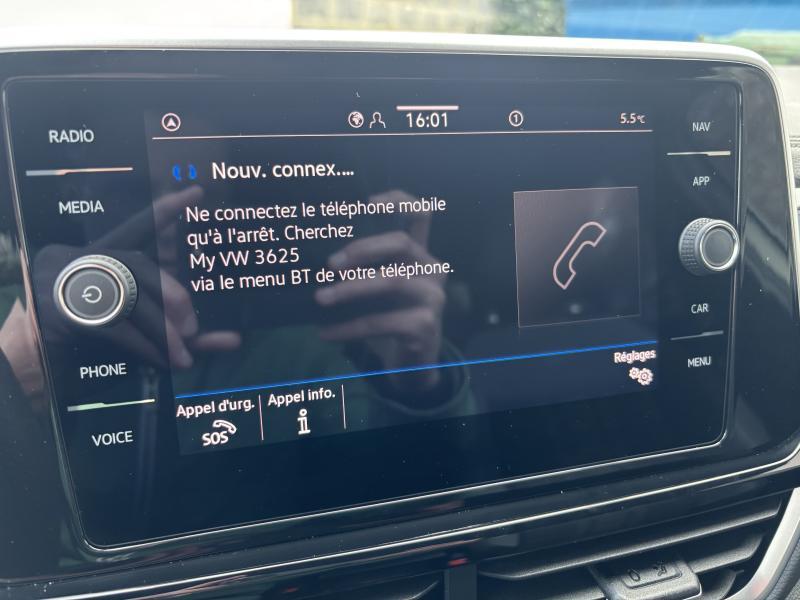 RADIO
MEDIA
PHONE
VOICE
16:01
1
5.5°C
Nouv. connex....
Ne connectez le téléphone mobile
qu'à l'arrêt. Cherchez
My VW 3625
via le menu BT de votre téléphone.
Réglages
Appel d'urg.
SOS
Appel info.
i
NAV
APP
CAR
MENU